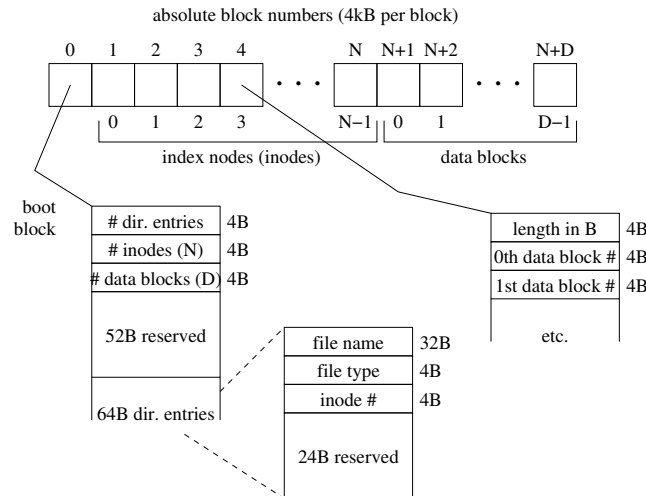 absolute block numbers (4kB per block)
0 1 2 3 4 N N+1 N+2 N+D
. . . . . .
0 1 2 3 N−1 0 1 D−1
index nodes (inodes) data blocks
boot
block
# dir. entries 4B
# inodes (N) 4B
# data blocks (D) 4B
52B reserved
64B dir. entries
file name 32B
file type 4B
inode # 4B
24B reserved
length in B 4B
0th data block # 4B
1st data block # 4B
etc.